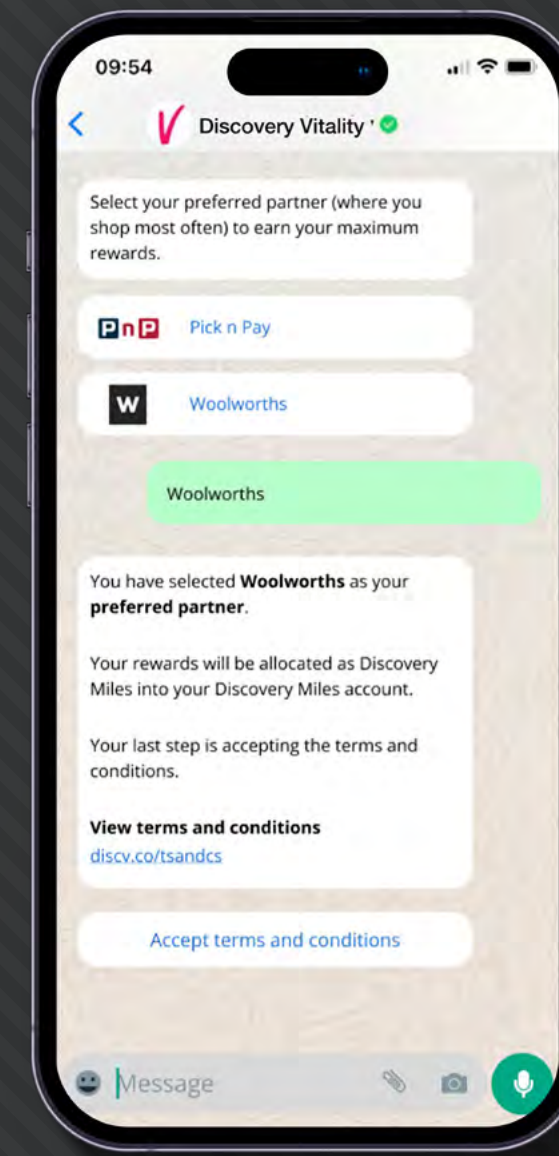 09:54
Discovery Vitality
Select your preferred partner (where you
shop most often) to earn your maximum
rewards.
PnP Pick n Pay
W Woolworths
Woolworths
You have selected Woolworths as your
preferred partner.
Your rewards will be allocated as Discovery
Miles into your Discovery Miles account.
Your last step is accepting the terms and
conditions.
View terms and conditions
discv.co/tsandcs
Accept terms and conditions
Message